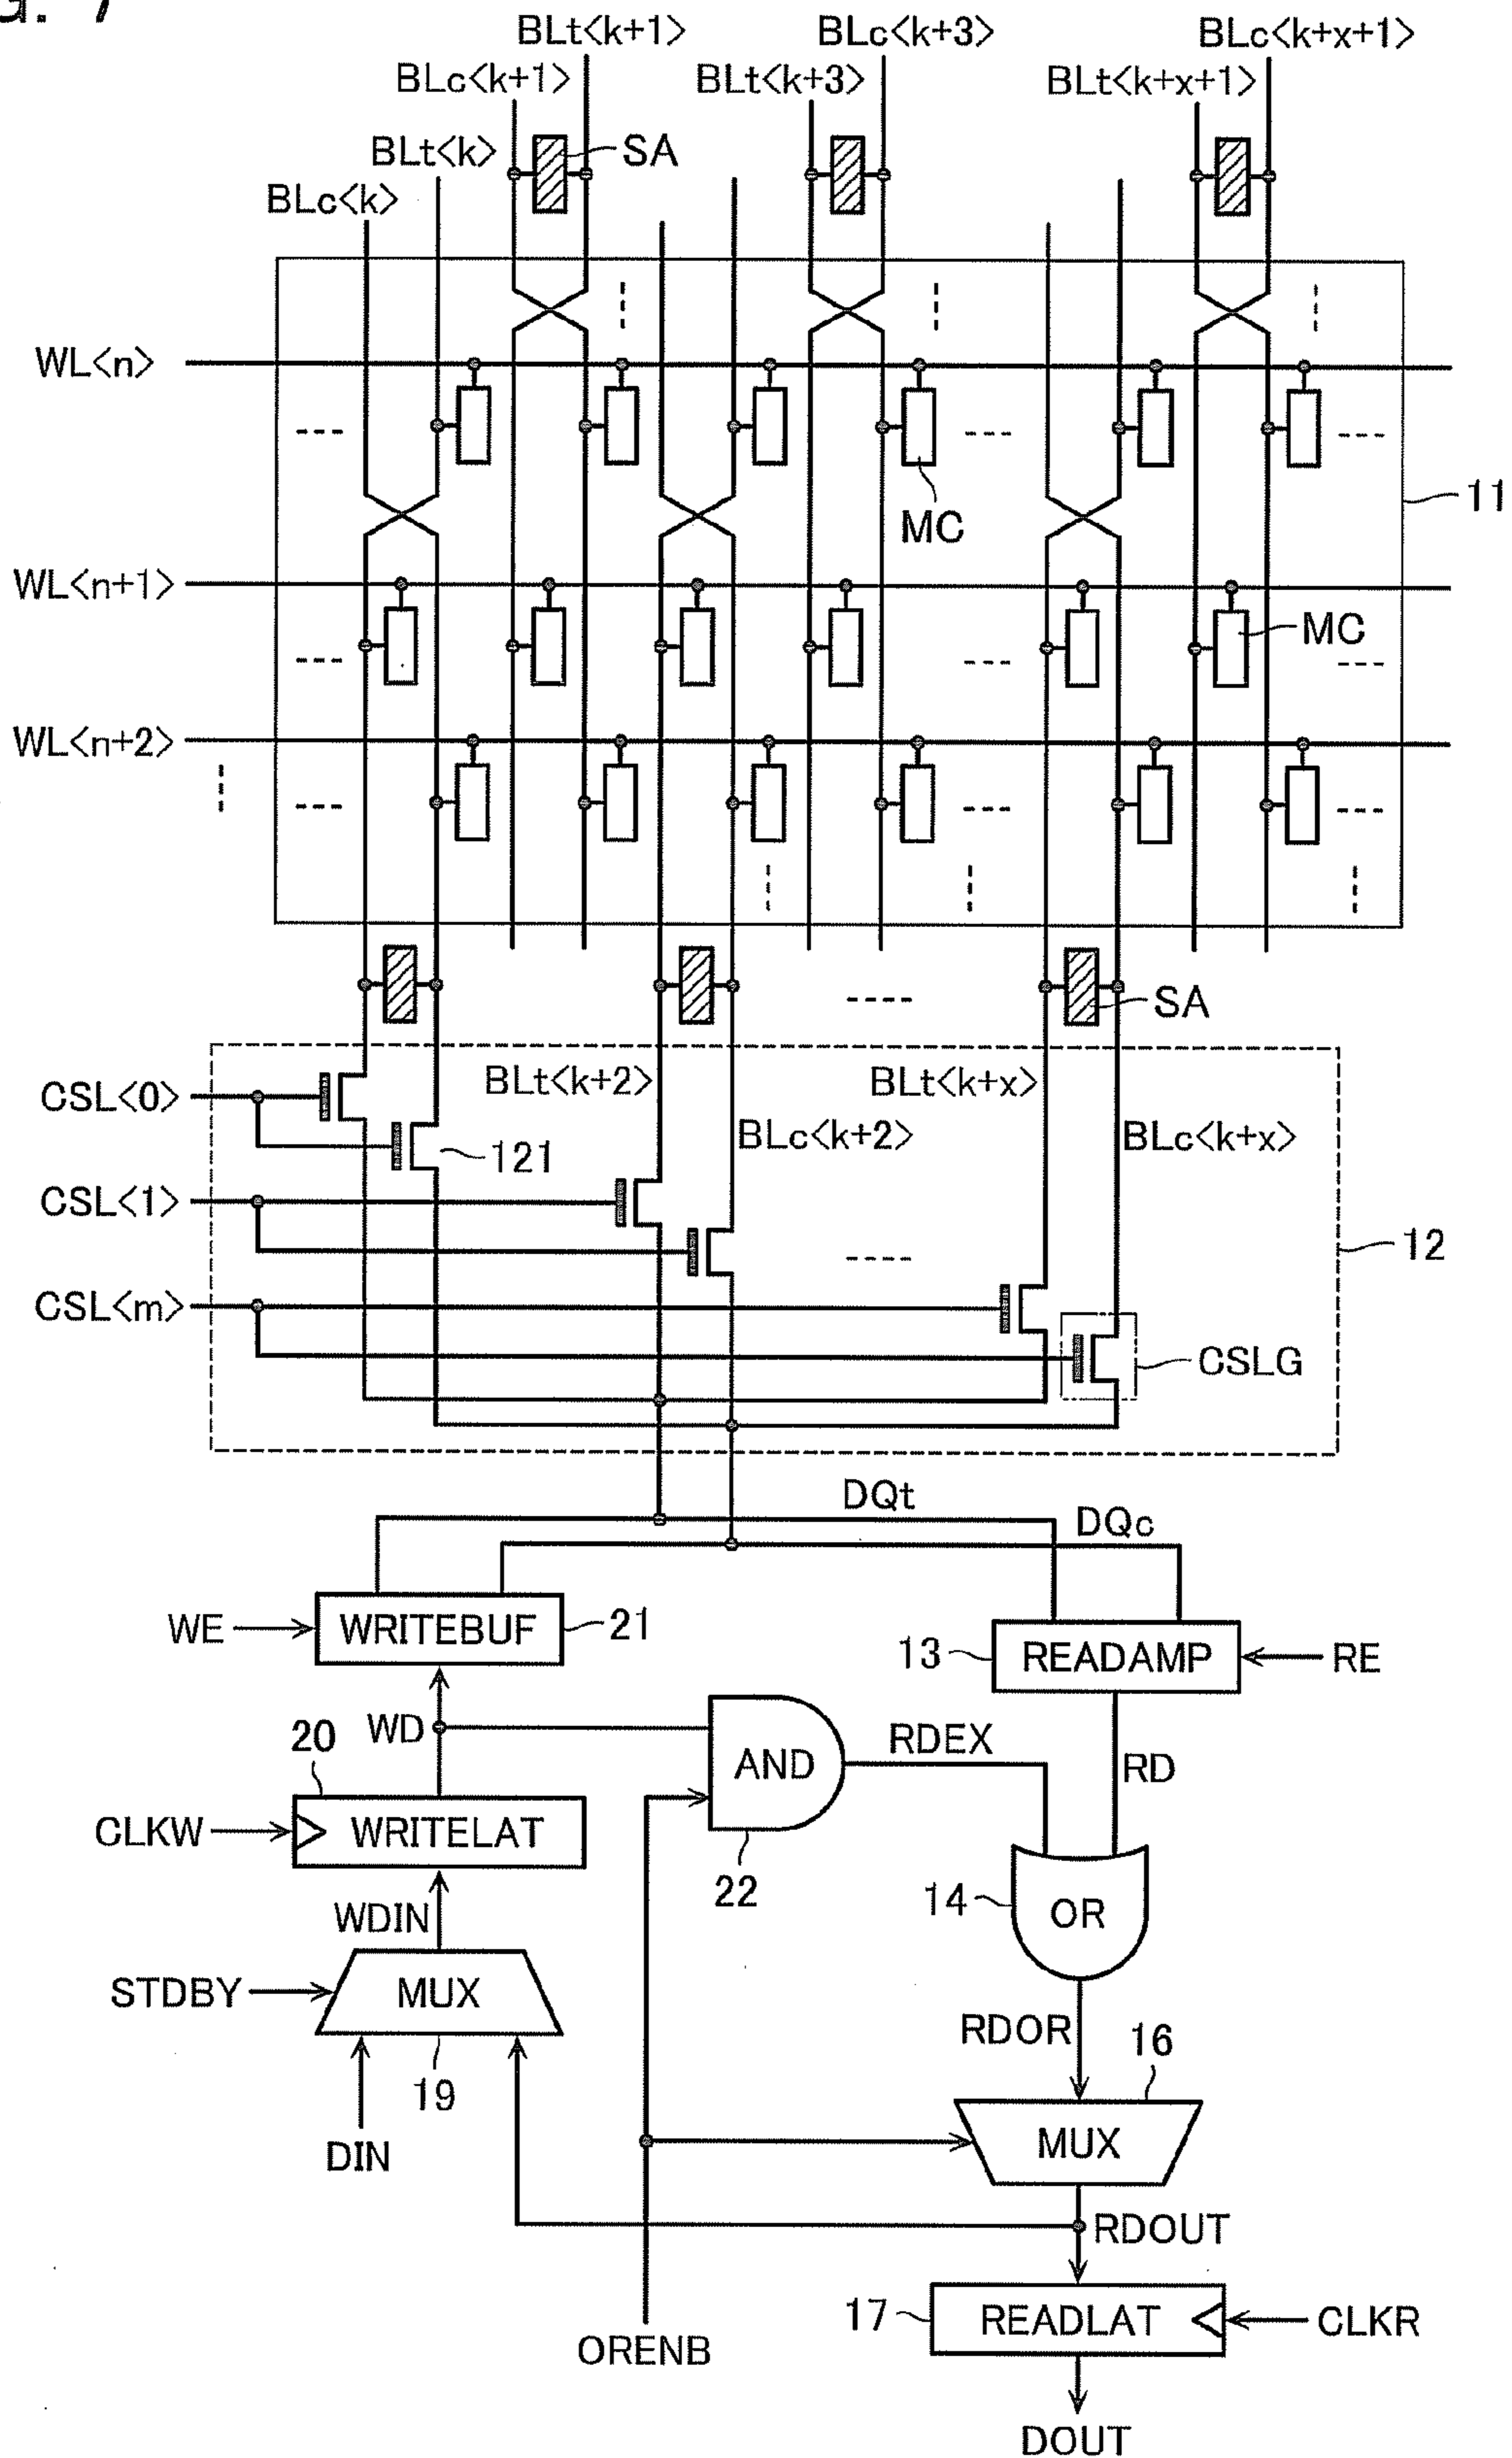 G. 7
BLt<k+1>
BLc<k+3>
BLc<k+x+1>
BLc<k+1>
BLt<k+3>
BLt<k+x+1>
BLt<k>
SA
BLc<k>
WL<n>
11
MC
WL<n+1>
MC
WL<n+2>
SA
CSL<0>
BLt<k+2>
BLt<k+x>
BLc<k+2>
BLc<k+x>
121
CSL<1>
12
CSL<m>
CSLG
DQt
DQc
WE
WRITEBUF
21
13
READAMP
RE
20
WD
AND
RDEX
RD
CLKW
WRITELAT
22
14
OR
WDIN
STDBY
MUX
RDOR
16
19
MUX
DIN
RDOUT
17
READLAT
CLKR
ORENB
DOUT